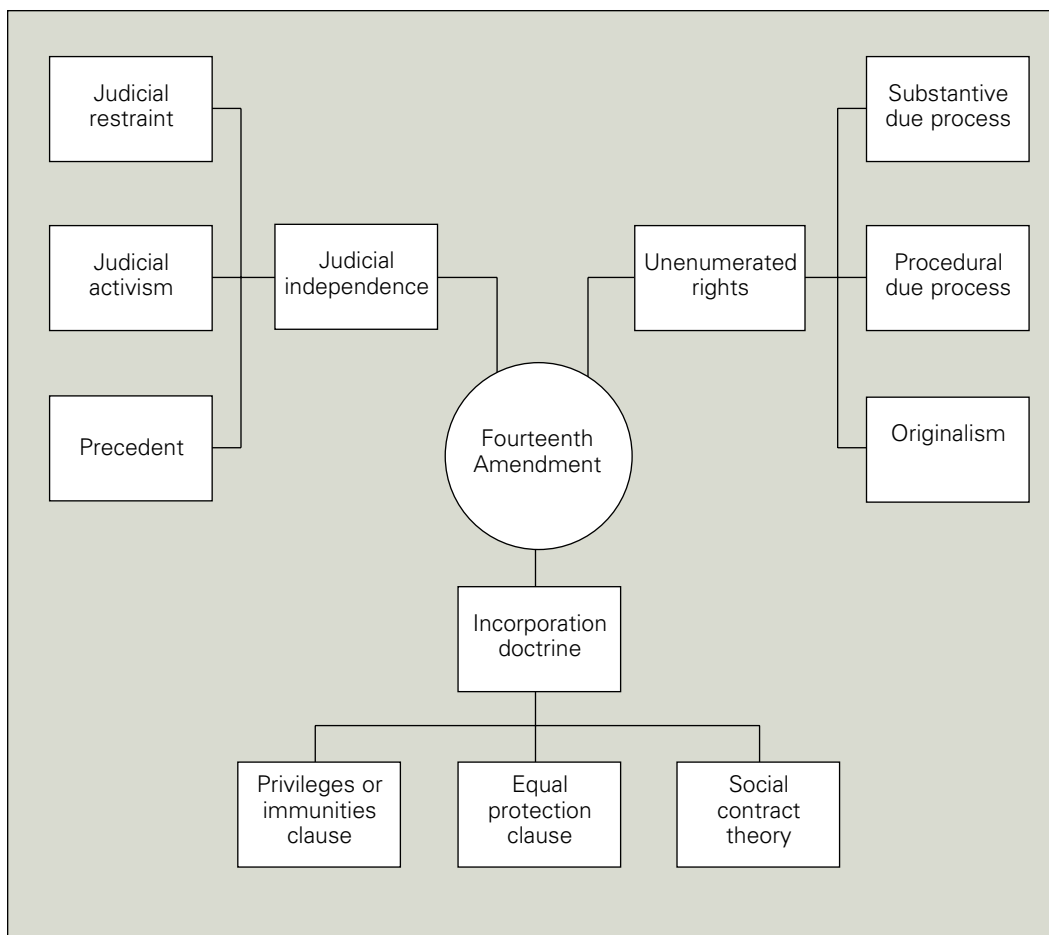 Judicial
restraint
Judicial
activism
Precedent
Judicial
independence
Fourteenth
Amendment
Unenumerated
rights
Substantive
due process
Procedural
due process
Originalism
Incorporation
doctrine
Privileges or
immunities
clause
Equal
protection
clause
Social
contract
theory